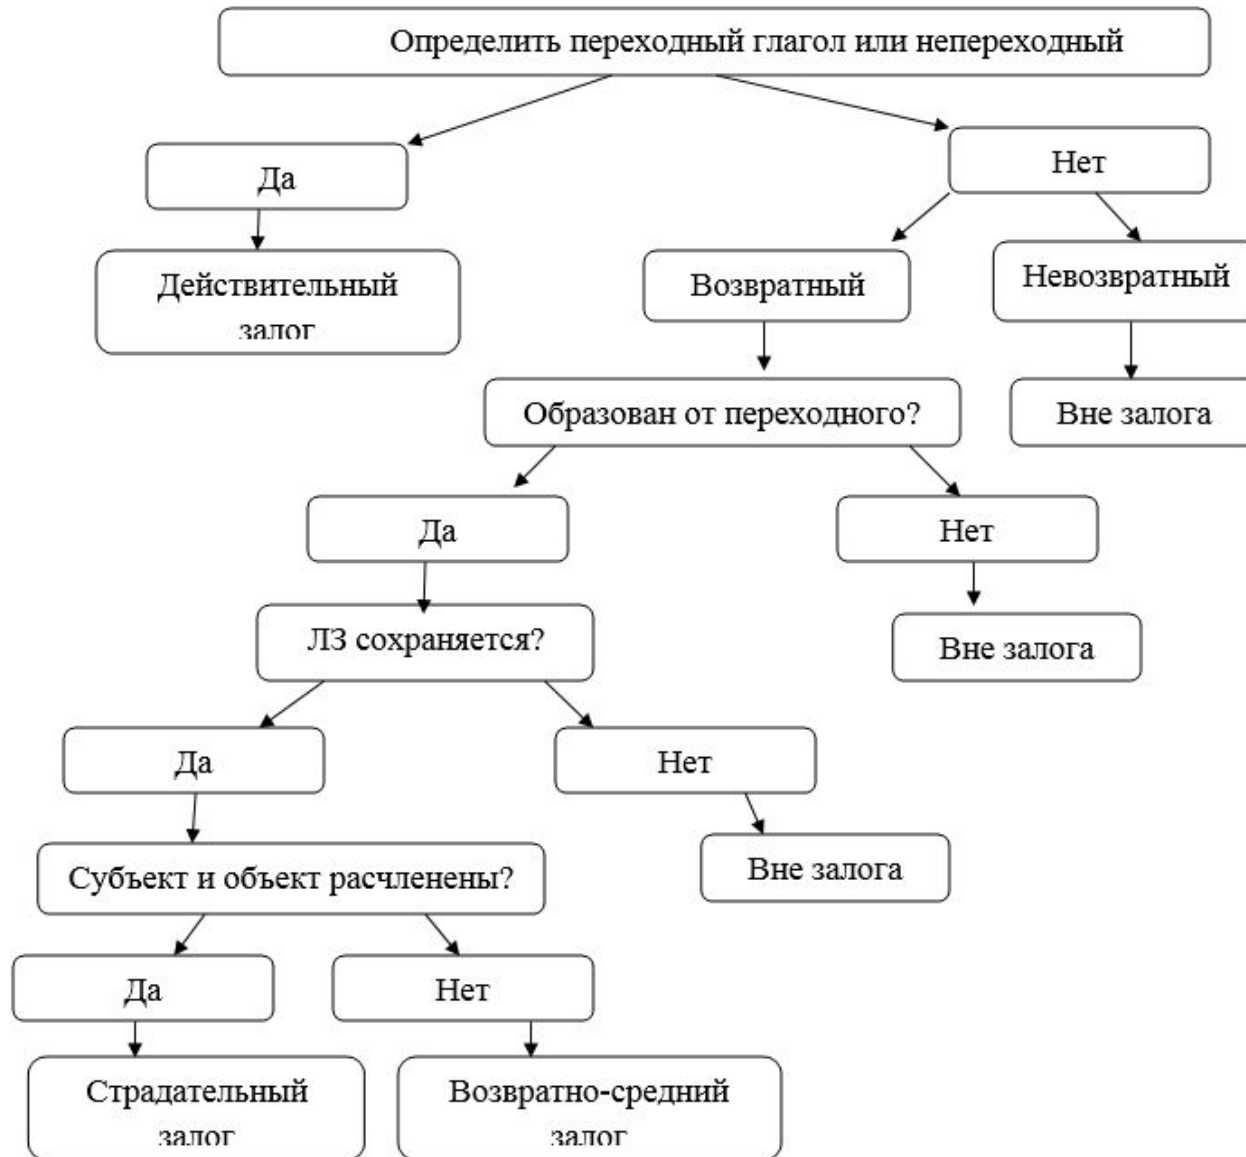 Определить переходный глагол или непереходный
Да
Нет
Действительный
залог
Возвратный
Невозвратный
Образован от переходного?
Вне залога
Да
Нет
ЛЗ сохраняется?
Вне залога
Да
Нет
Субъект и объект расчленены?
Вне залога
Да
Нет
Страдательный
залог
Возвратно-средний
залог